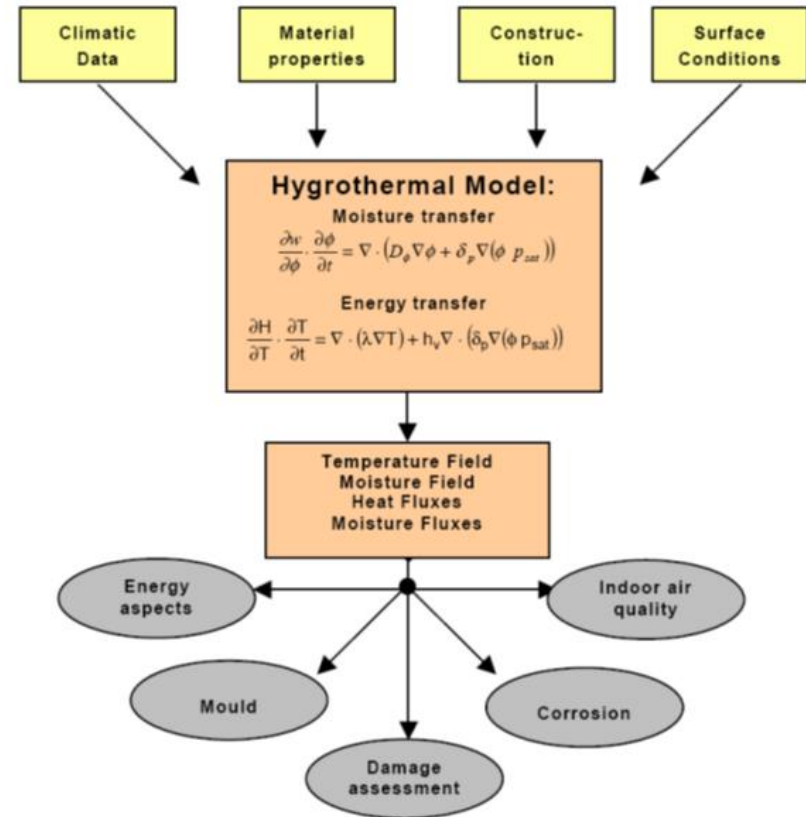 Climatic
Data
Material
properties
Construc-
tion
Surface
Conditions
Hygrothermal Model:
Moisture transfer
∂w/∂ϕ · ∂ϕ/∂t = ∇ · (D_ϕ ∇ϕ + δ_p ∇(ϕ p_sat))
Energy transfer
∂H/∂T · ∂T/∂t = ∇ · (λ∇T) + h_v ∇ · (δ_p ∇(ϕ p_sat))
Temperature Field
Moisture Field
Heat Fluxes
Moisture Fluxes
Energy
aspects
Indoor air
quality
Mould
Corrosion
Damage
assessment